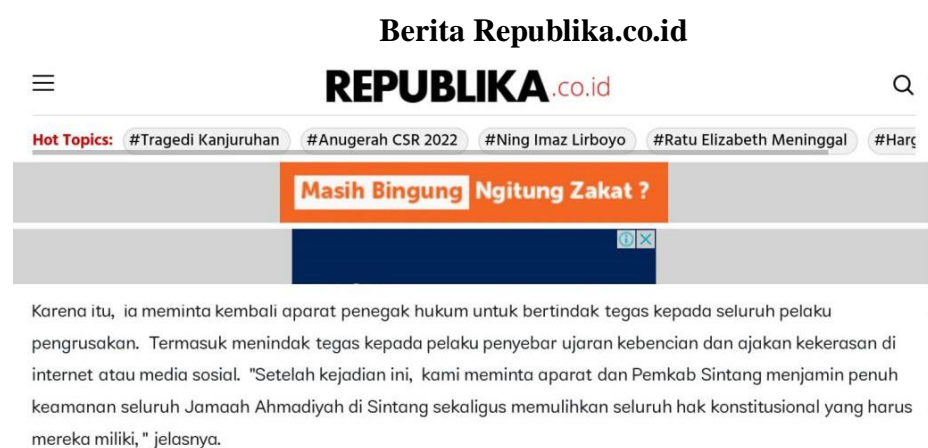 Berita Republika.co.id
REPUBLIKA.co.id
Hot Topics: #Tragedi Kanjuruhan #Anugerah CSR 2022 #Ning Imaz Lirboyo #Ratu Elizabeth Meninggal #Harg
Masih Bingung Ngitung Zakat ?
Karena itu, ia meminta kembali aparat penegak hukum untuk bertindak tegas kepada seluruh pelaku
pengrusakan. Termasuk menindak tegas kepada pelaku penyebar ujaran kebencian dan ajakan kekerasan di
internet atau media sosial. "Setelah kejadian ini, kami meminta aparat dan Pemkab Sintang menjamin penuh
keamanan seluruh Jamaah Ahmadiyah di Sintang sekaligus memulihkan seluruh hak konstitusional yang harus
mereka miliki, " jelasnya.